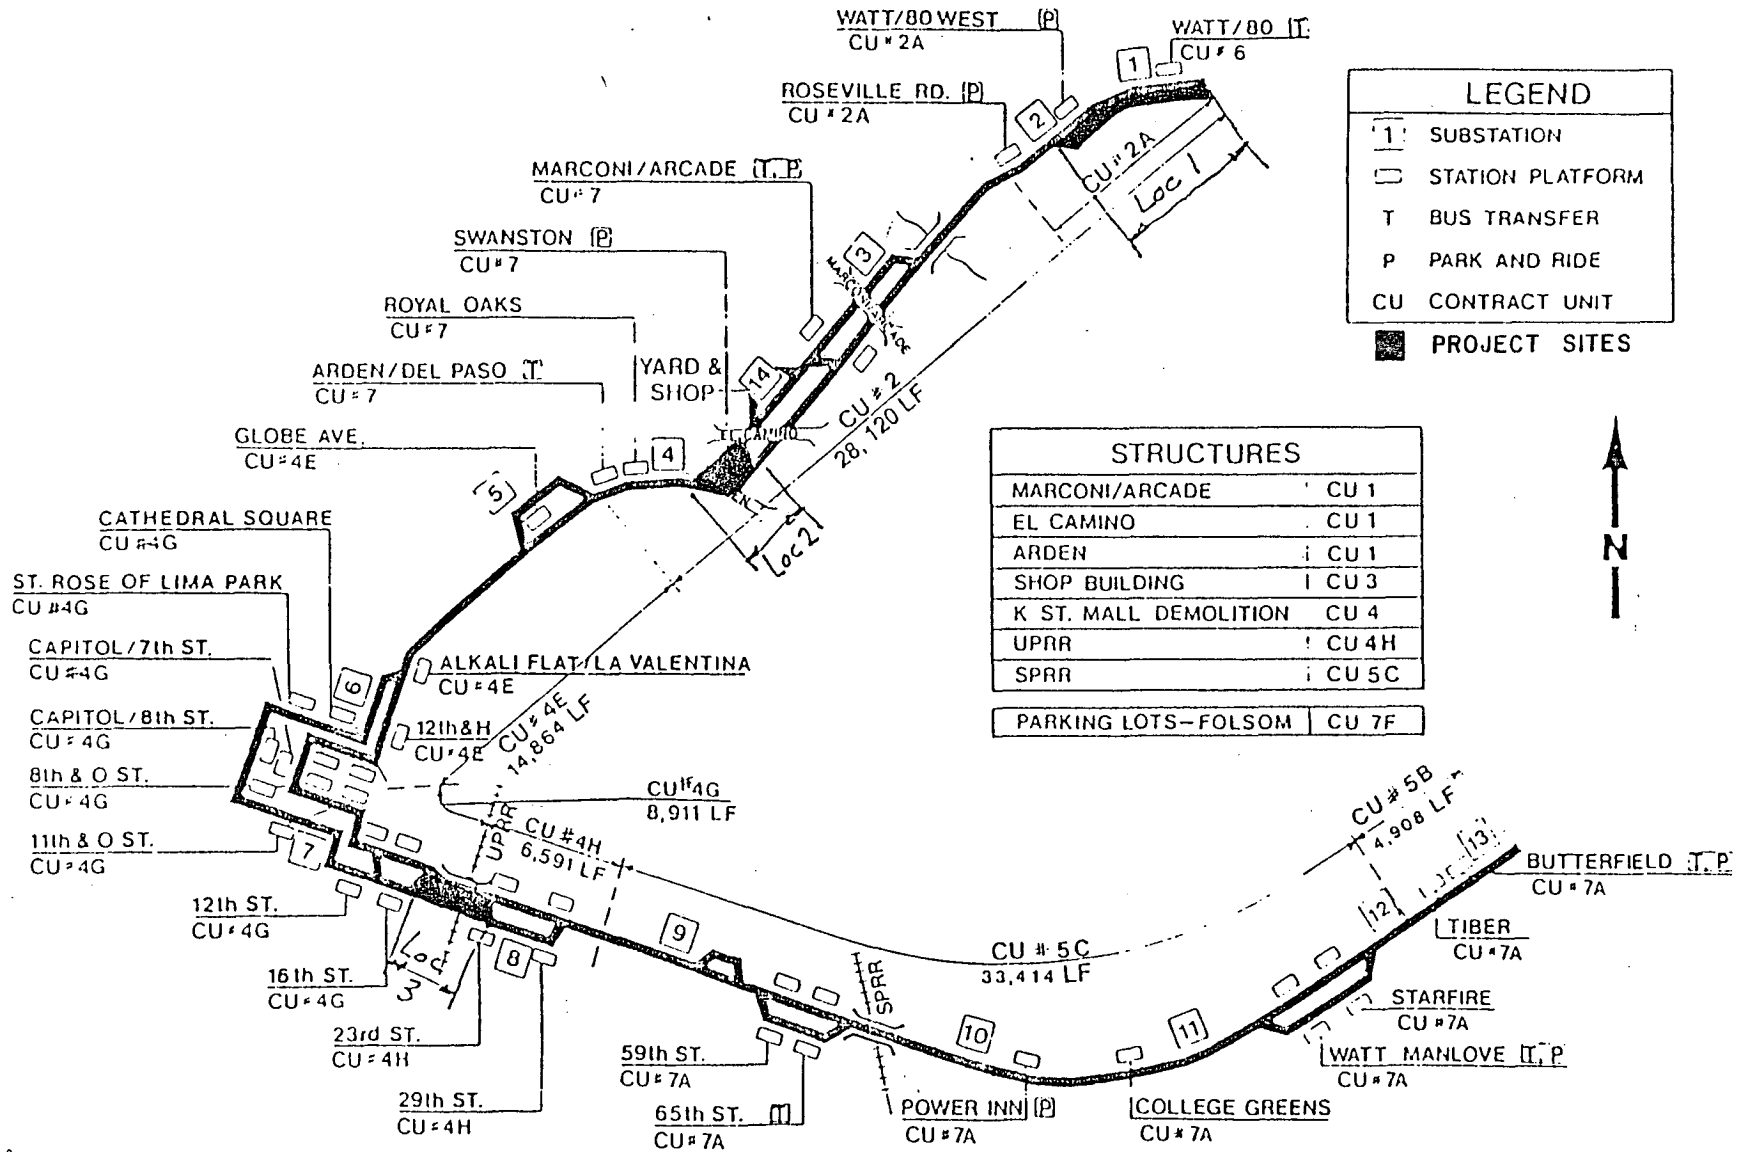 WATT/80 WEST [P]
CU # 2A
WATT/80 [T]
CU # 6
ROSEVILLE RD. [P]
CU # 2A
MARCONI/ARCADE [T, P]
CU # 7
SWANSTON [P]
CU # 7
ROYAL OAKS
CU # 7
ARDEN/DEL PASO [T]
CU # 7
GLOBE AVE.
CU # 4E
CATHEDRAL SQUARE
CU #4G
ST. ROSE OF LIMA PARK
CU #4G
CAPITOL/7th ST.
CU #4G
CAPITOL/8th ST.
CU # 4G
8th & O ST.
CU # 4G
11th & O ST.
CU # 4G
12th ST.
CU # 4G
16th ST.
CU # 4G
23rd ST.
CU # 4H
29th ST.
CU # 4H
59th ST.
CU # 7A
65th ST. [T]
CU # 7A
POWER INN [P]
CU # 7A
COLLEGE GREENS
CU # 7A
WATT MANLOVE [T, P]
CU # 7A
STARFIRE
CU # 7A
TIBER
CU # 7A
BUTTERFIELD [T, P]
CU # 7A
ALKALI FLAT/LA VALENTINA
CU # 4E
12th & H
CU # 4E
YARD &
SHOP
MARCONI/ARCADE
EL CAMINO
1
2
3
14
4
5
6
7
8
9
10
11
12
13
CU # 2A
Loc 1
CU # 2
28,120 LF
Loc 2
CU # 4E
14,864 LF
CU # 4G
8,911 LF
UPRR
CU #4H
6,591 LF
Loc
3
SPRR
CU # 5C
33,414 LF
CU # 5B
4,908 LF
LEGEND
1 SUBSTATION
STATION PLATFORM
T BUS TRANSFER
P PARK AND RIDE
CU CONTRACT UNIT
PROJECT SITES
STRUCTURES
MARCONI/ARCADE CU 1
EL CAMINO CU 1
ARDEN CU 1
SHOP BUILDING CU 3
K ST. MALL DEMOLITION CU 4
UPRR CU 4H
SPRR CU 5C
PARKING LOTS-FOLSOM CU 7F
N